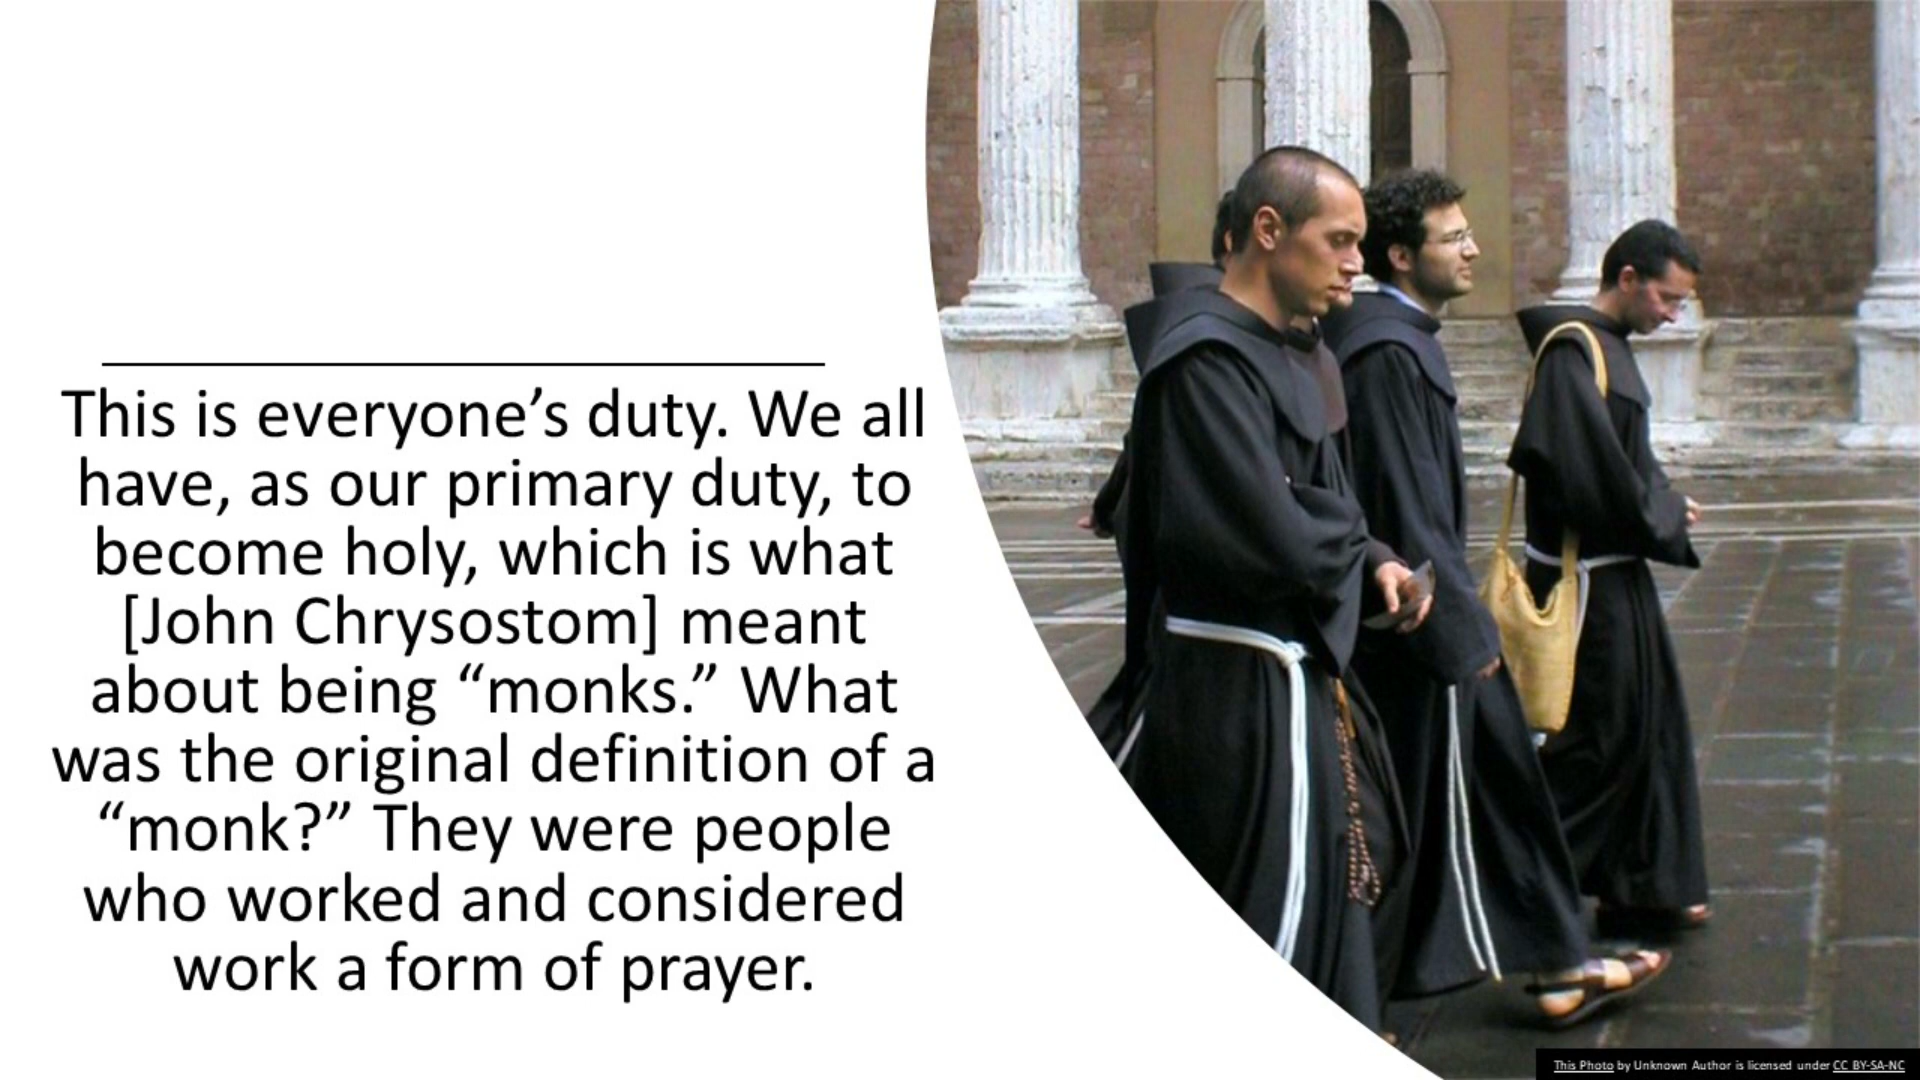 This is everyone’s duty. We all
have, as our primary duty, to
become holy, which is what
[John Chrysostom] meant
about being “monks.” What
was the original definition of a
“monk?” They were people
who worked and considered
work a form of prayer.
This Photo by Unknown Author is licensed under CC BY-SA-NC